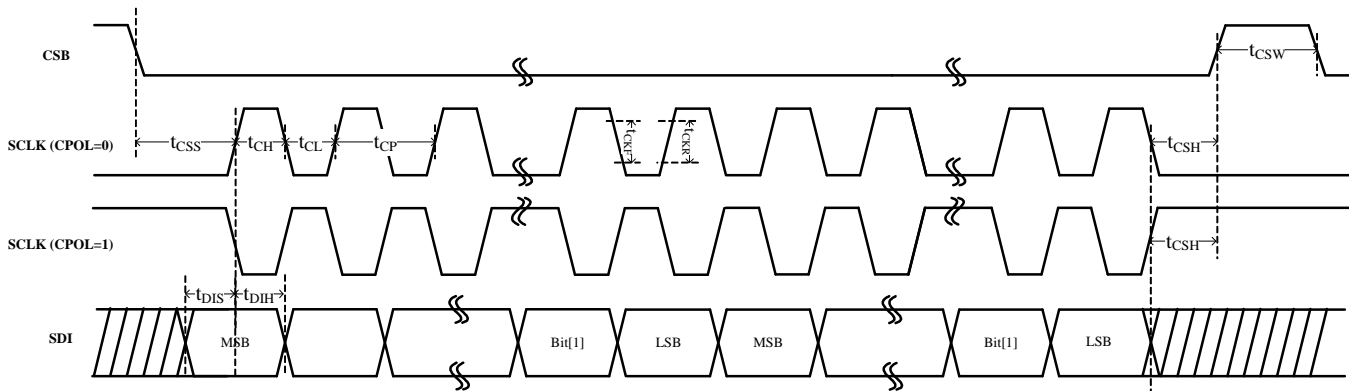 CSB
tCSW
SCLK (CPOL=0)
tCSS
tCH
tCL
tCP
tCKF
tCKR
tCSH
SCLK (CPOL=1)
tCSH
tDIS
tDIH
SDI
MSB
Bit[1]
LSB
MSB
Bit[1]
LSB